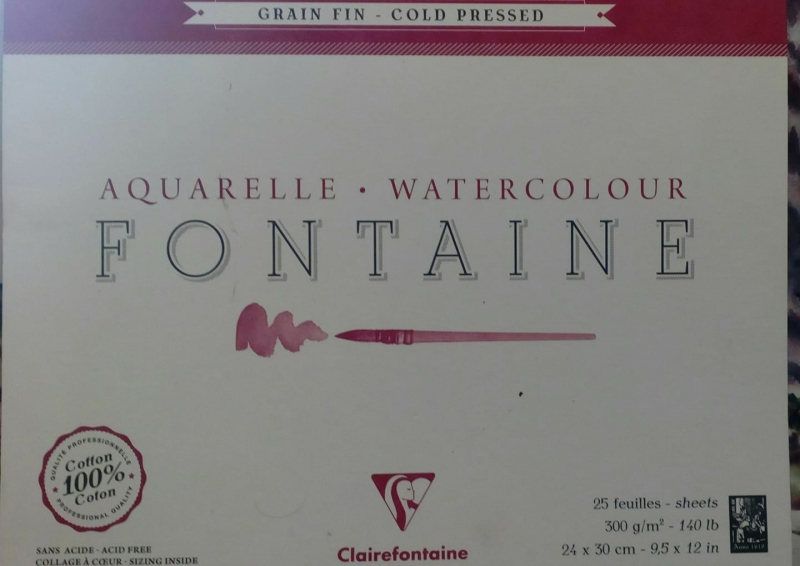 GRAIN FIN - COLD PRESSED
AQUARELLE • WATERCOLOUR
FONTAINE
QUALITÉ PROFESSIONNELLE
Cotton
100%
Coton
PROFESSIONAL QUALITY
SANS ACIDE · ACID FREE
COLLAGE À CŒUR · SIZING INSIDE
Clairefontaine
25 feuilles - sheets
300 g/m² - 140 lb
24 x 30 cm - 9,5 x 12 in